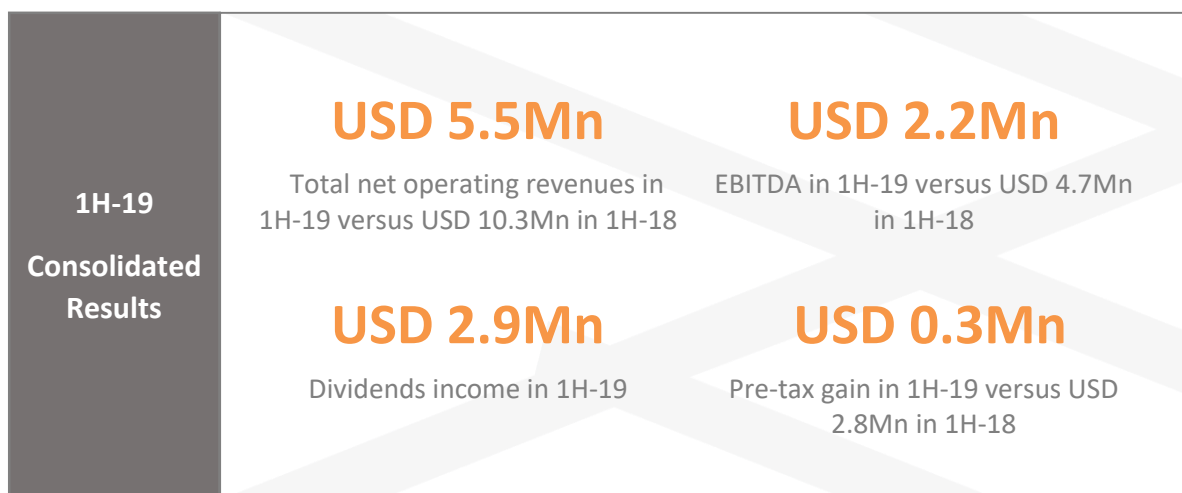 1H-19
Consolidated
Results
USD 5.5Mn
Total net operating revenues in
1H-19 versus USD 10.3Mn in 1H-18
USD 2.2Mn
EBITDA in 1H-19 versus USD 4.7Mn
in 1H-18
USD 2.9Mn
Dividends income in 1H-19
USD 0.3Mn
Pre-tax gain in 1H-19 versus USD
2.8Mn in 1H-18